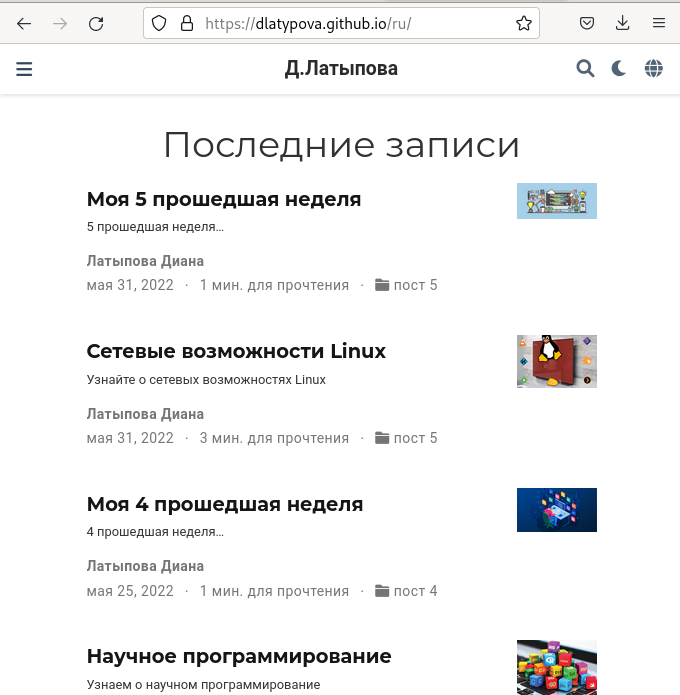 https://dlatypova.github.io/ru/
Д.Латыпова
Последние записи
Моя 5 прошедшая неделя
5 прошедшая неделя…
Латыпова Диана
мая 31, 2022 · 1 мин. для прочтения · пост 5
Сетевые возможности Linux
Узнайте о сетевых возможностях Linux
Латыпова Диана
мая 31, 2022 · 3 мин. для прочтения · пост 5
Моя 4 прошедшая неделя
4 прошедшая неделя…
Латыпова Диана
мая 25, 2022 · 1 мин. для прочтения · пост 4
Научное программирование
Узнаем о научном программирование